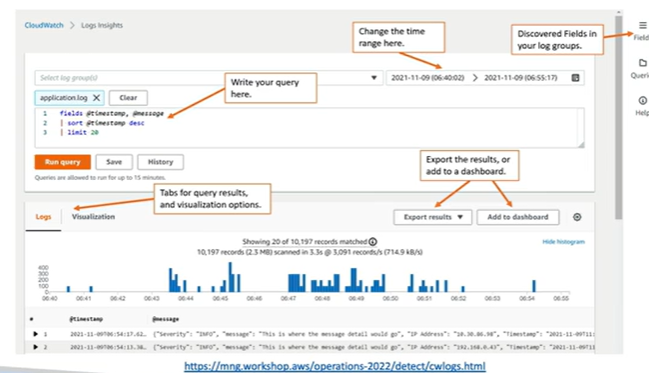 CloudWatch > Logs Insights
Change the time
range here.
Discovered Fields in
your log groups.
Field
Querie
Help
Select log group(s)
2021-11-09 (06:40:02) > 2021-11-09 (06:55:17)
Write your query
here.
application.log X Clear
1 fields @timestamp, @message
2 | sort @timestamp desc
3 | limit 20
Run query Save History
Queries are allowed to run for up to 15 minutes.
Export the results, or
add to a dashboard.
Tabs for query results,
and visualization options.
Logs Visualization Export results Add to dashboard
Showing 20 of 10,197 records matched
10,197 records (2.3 MB) scanned in 3.3s @ 3,091 records/s (714.9 kB/s)
Hide histogram
400
300
200
100
0
06:40 06:41 06:42 06:43 06:44 06:45 06:46 06:47 06:48 06:49 06:50 06:51 06:52 06:53 06:54 06:55
# @timestamp @message
1 2021-11-09T06:54:17.62.. {"Severity": "INFO", "message": "This is where the message detail would go", "IP Address": "10.30.86.98", "Timestamp": "2021-11-09T11:
2 2021-11-09T06:54:13.38.. {"Severity": "INFO", "message": "This is where the message detail would go", "IP Address": "192.168.0.43", "Timestamp": "2021-11-09T11
https://mng.workshop.aws/operations-2022/detect/cwlogs.html